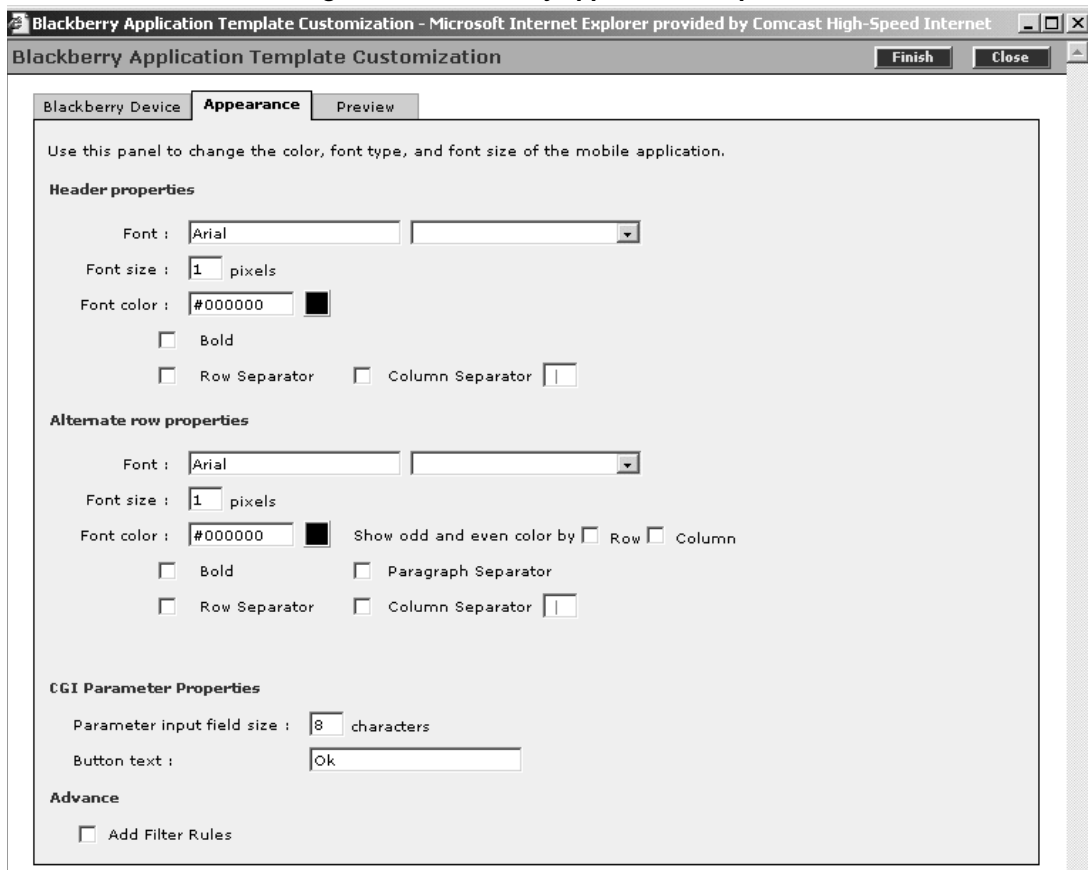 Blackberry Application Template Customization - Microsoft Internet Explorer provided by Comcast High-Speed Internet
Blackberry Application Template Customization Finish Close
Blackberry Device Appearance Preview
Use this panel to change the color, font type, and font size of the mobile application.
Header properties
Font : Arial
Font size : 1 pixels
Font color : #000000
Bold
Row Separator Column Separator |
Alternate row properties
Font : Arial
Font size : 1 pixels
Font color : #000000 Show odd and even color by Row Column
Bold Paragraph Separator
Row Separator Column Separator |
CGI Parameter Properties
Parameter input field size : 8 characters
Button text : Ok
Advance
Add Filter Rules